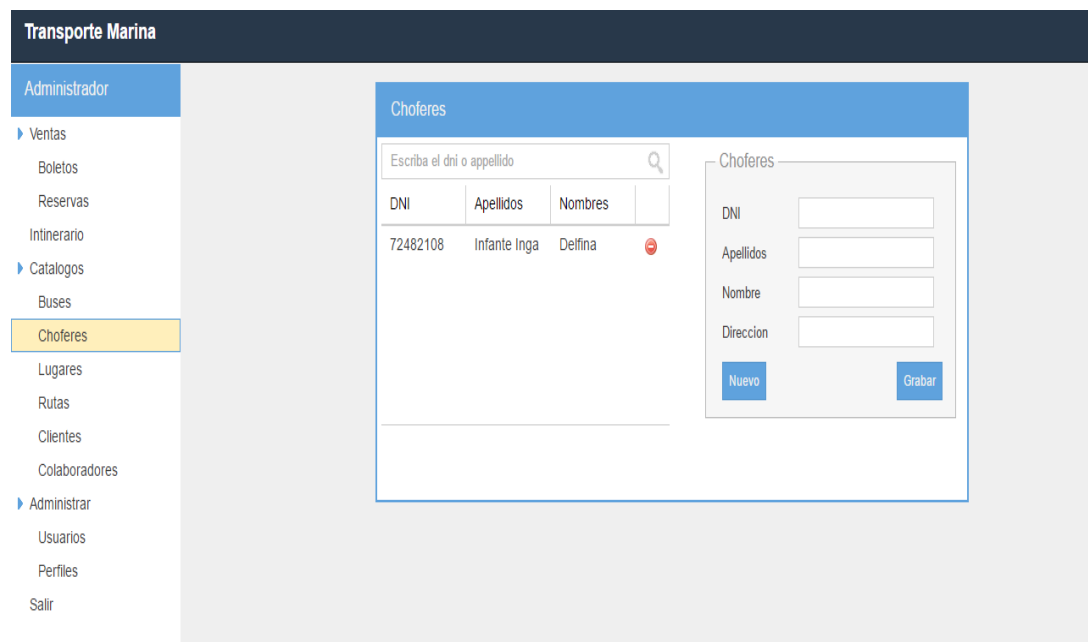 Transporte Marina
Administrador
Ventas
Boletos
Reservas
Intinerario
Catalogos
Buses
Choferes
Lugares
Rutas
Clientes
Colaboradores
Administrar
Usuarios
Perfiles
Salir
Choferes
Escriba el dni o appellido
DNI Apellidos Nombres
72482108 Infante Inga Delfina
Choferes
DNI
Apellidos
Nombre
Direccion
Nuevo Grabar